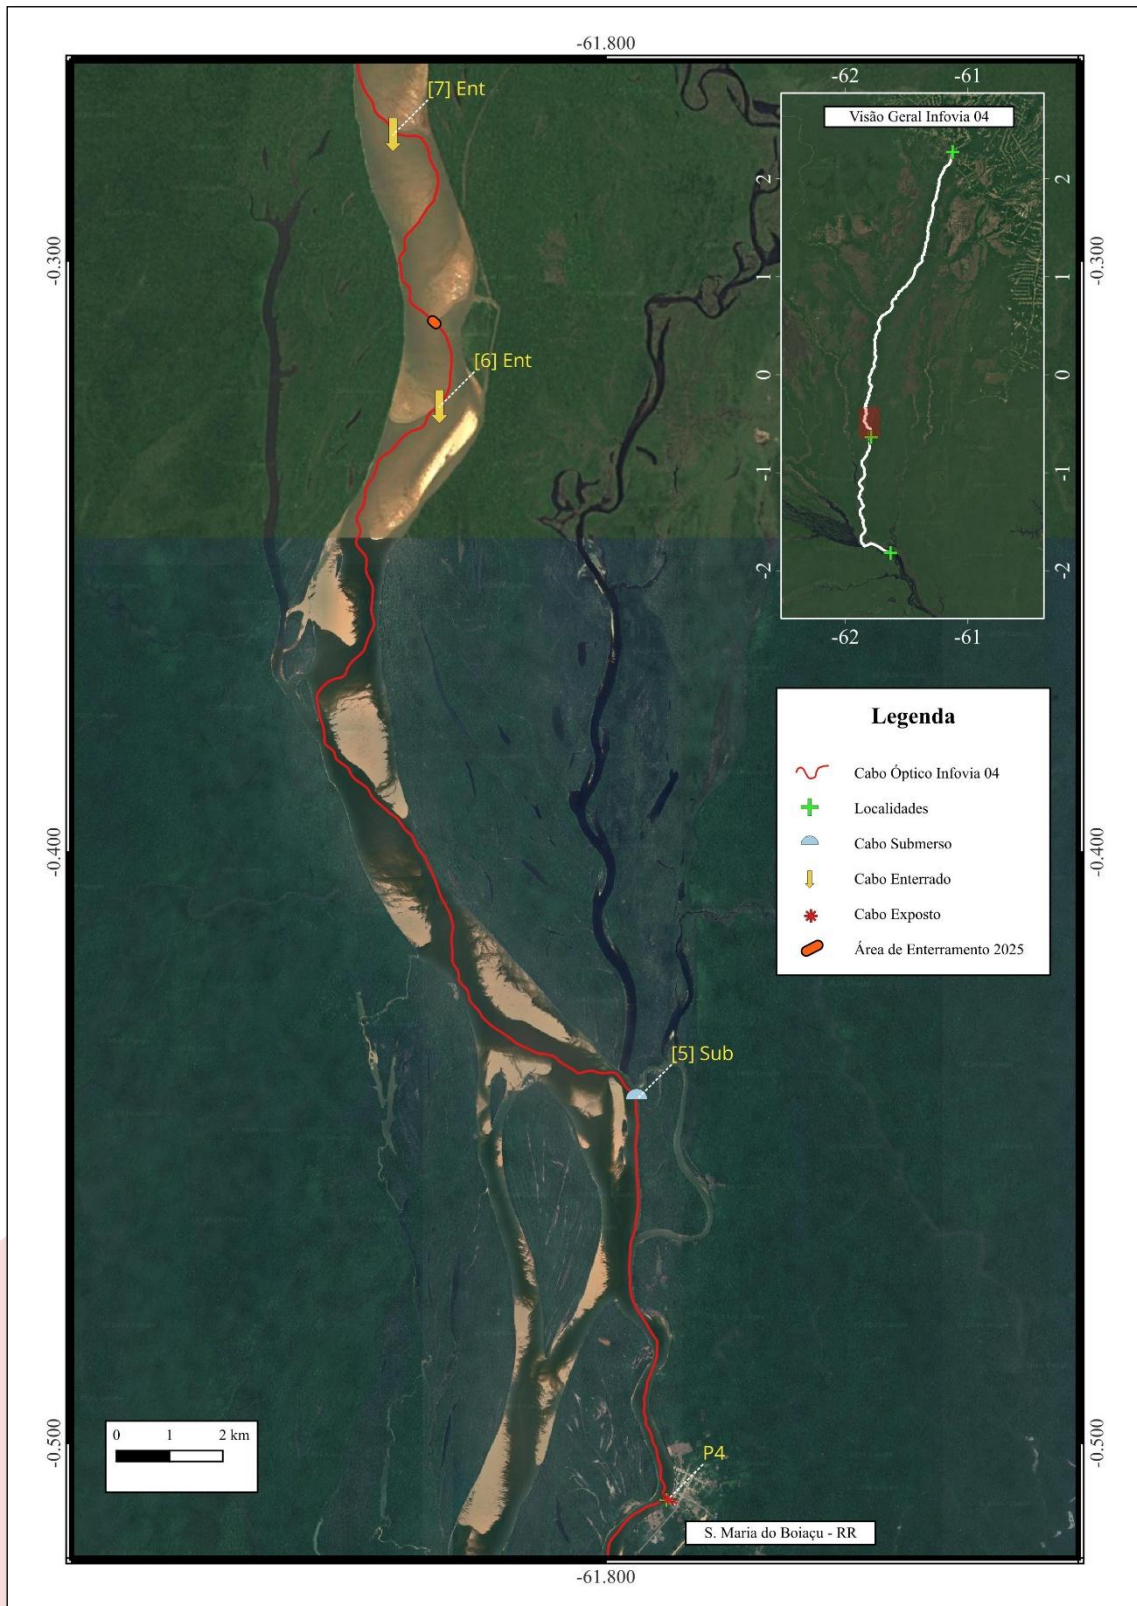 -61.800
[7] Ent
-62
-61
Visão Geral Infovia 04
2
2
-0.300
-0.300
1
1
[6] Ent
0
0
-1
-1
-2
-2
-62
-61
Legenda
Cabo Óptico Infovia 04
Localidades
Cabo Submerso
Cabo Enterrado
Cabo Exposto
Área de Enterramento 2025
-0.400
-0.400
[5] Sub
0 1 2 km
-0.500
-0.500
P4
S. Maria do Boiaçu - RR
-61.800